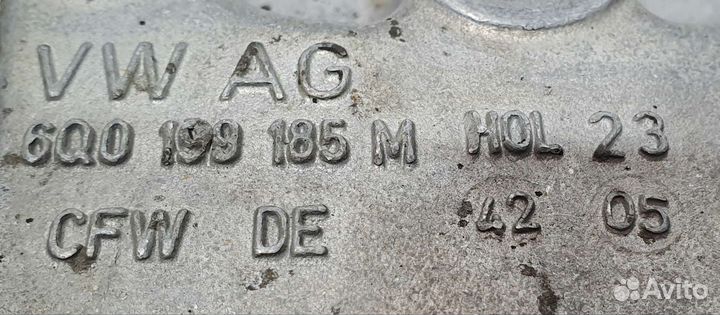 VW AG
6Q0 199 185 M HOL 23
CFW DE 42 05
Avito